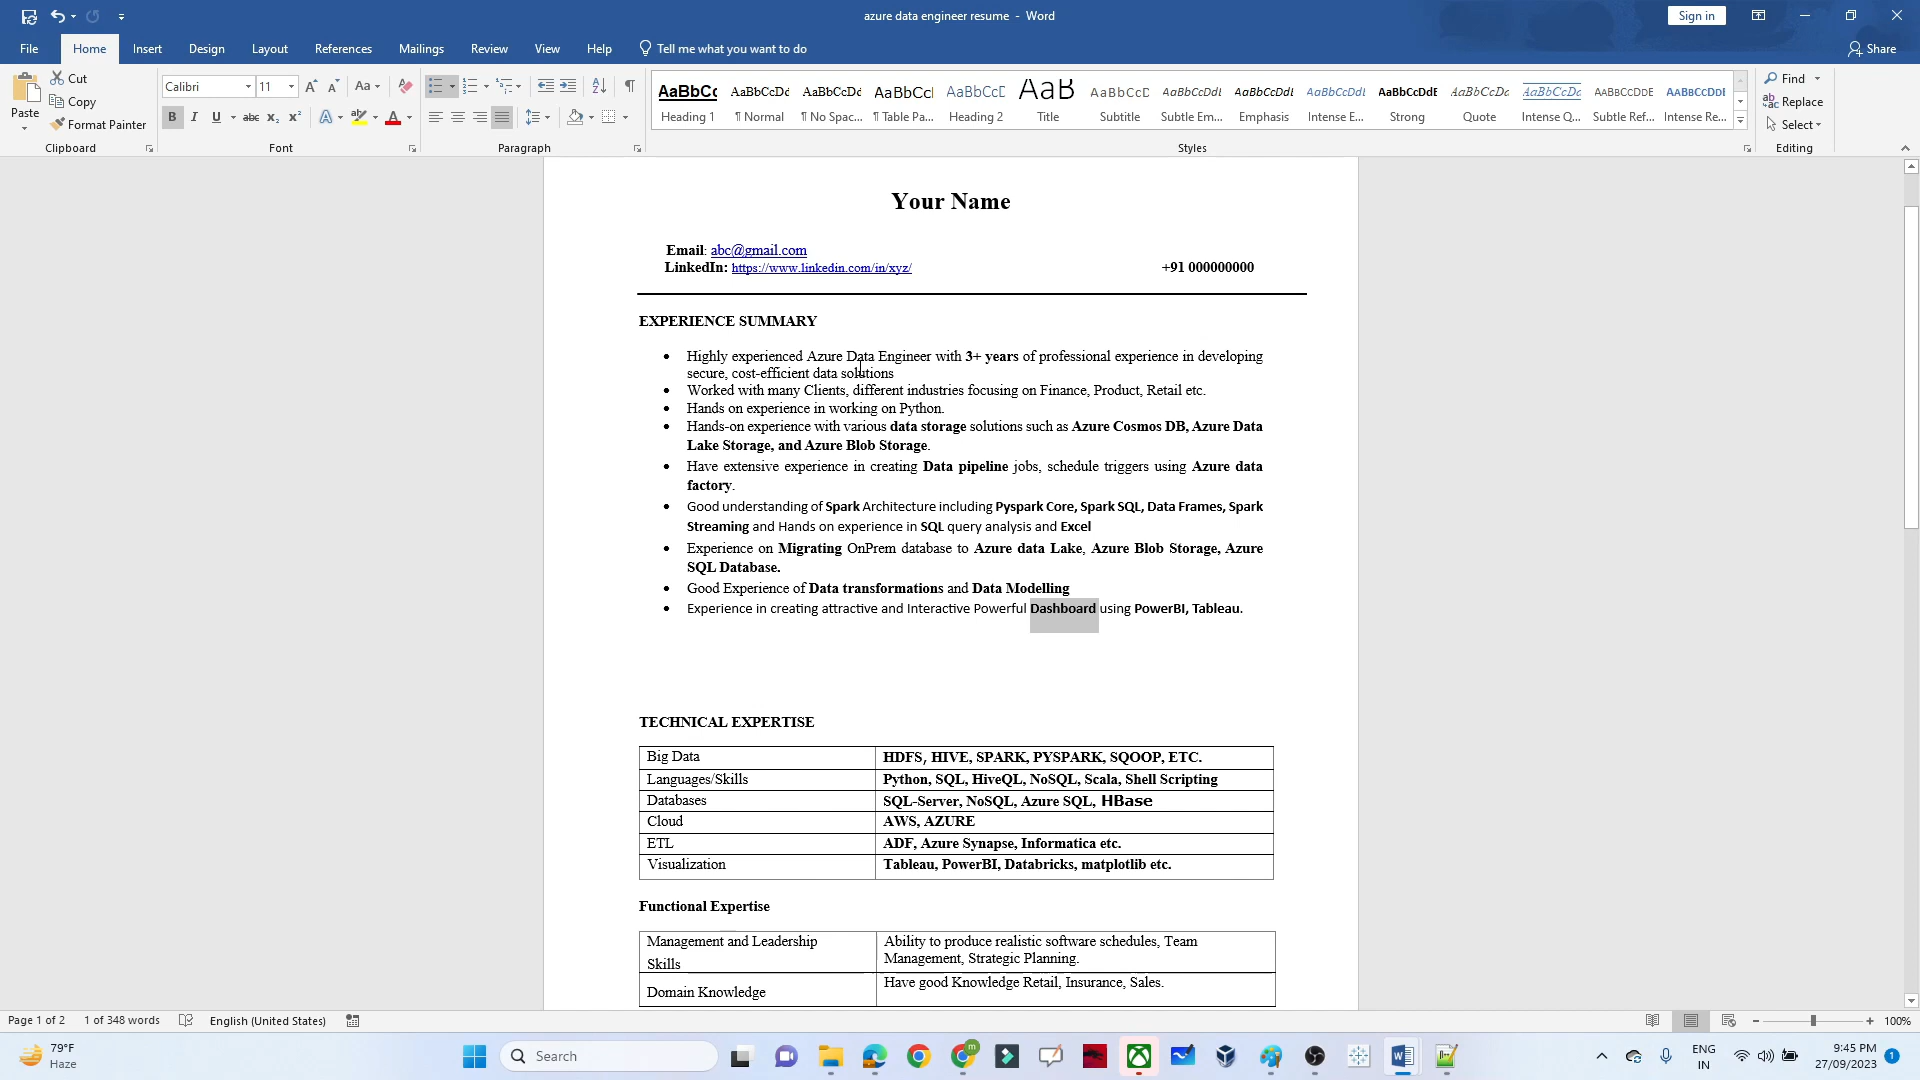 azure data engineer resume - Word
Sign in
File Home Insert Design Layout References Mailings Review View Help Tell me what you want to do Share
Paste
Cut
Copy
Format Painter
Clipboard
Calibri 11
Font
Paragraph
AaBbCc AaBbCcDc AaBbCcDc AaBbCcI AaBbCcD AaB AaBbCcD AaBbCcDdE AaBbCcDdE AaBbCcDdE AaBbCcDdE AaBbCcDc AaBbCcDc AABBCCDDE AABBCCDDE
Heading 1 ¶ Normal ¶ No Spac... ¶ Table Pa... Heading 2 Title Subtitle Subtle Em... Emphasis Intense E... Strong Quote Intense Q... Subtle Ref... Intense Re...
Styles
Find
Replace
Select
Editing
Your Name
Email: abc@gmail.com
LinkedIn: https://www.linkedin.com/in/xyz/ +91 000000000
EXPERIENCE SUMMARY
• Highly experienced Azure Data Engineer with 3+ years of professional experience in developing
secure, cost-efficient data solutions
• Worked with many Clients, different industries focusing on Finance, Product, Retail etc.
• Hands on experience in working on Python.
• Hands-on experience with various data storage solutions such as Azure Cosmos DB, Azure Data
Lake Storage, and Azure Blob Storage.
• Have extensive experience in creating Data pipeline jobs, schedule triggers using Azure data
factory.
• Good understanding of Spark Architecture including Pyspark Core, Spark SQL, Data Frames, Spark
Streaming and Hands on experience in SQL query analysis and Excel
• Experience on Migrating OnPrem database to Azure data Lake, Azure Blob Storage, Azure
SQL Database.
• Good Experience of Data transformations and Data Modelling
• Experience in creating attractive and Interactive Powerful Dashboard using PowerBI, Tableau.
TECHNICAL EXPERTISE
Big Data HDFS, HIVE, SPARK, PYSPARK, SQOOP, ETC.
Languages/Skills Python, SQL, HiveQL, NoSQL, Scala, Shell Scripting
Databases SQL-Server, NoSQL, Azure SQL, HBase
Cloud AWS, AZURE
ETL ADF, Azure Synapse, Informatica etc.
Visualization Tableau, PowerBI, Databricks, matplotlib etc.
Functional Expertise
Management and Leadership Skills Ability to produce realistic software schedules, Team
Management, Strategic Planning.
Domain Knowledge Have good Knowledge Retail, Insurance, Sales.
Page 1 of 2 1 of 348 words English (United States) 100%
79°F
Haze
Search
ENG
IN
9:45 PM
27/09/2023